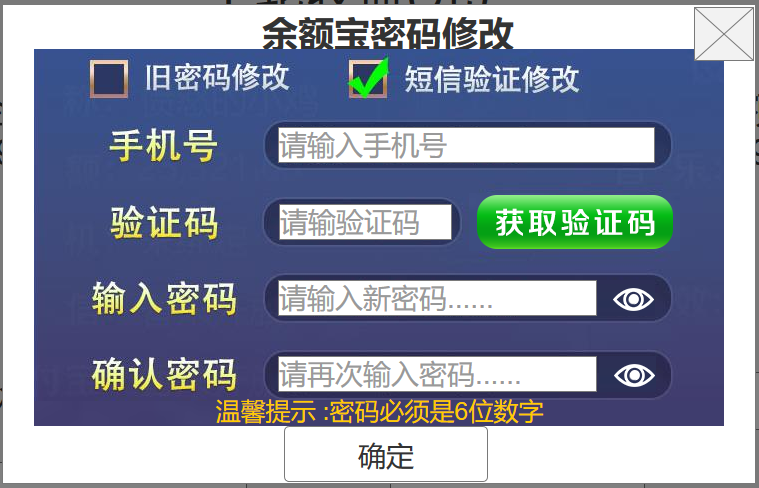 余额宝密码修改
旧密码修改 短信验证修改
手机号 请输入手机号
验证码 请输验证码 获取验证码
输入密码 请输入新密码......
确认密码 请再次输入密码......
温馨提示 :密码必须是6位数字
确定